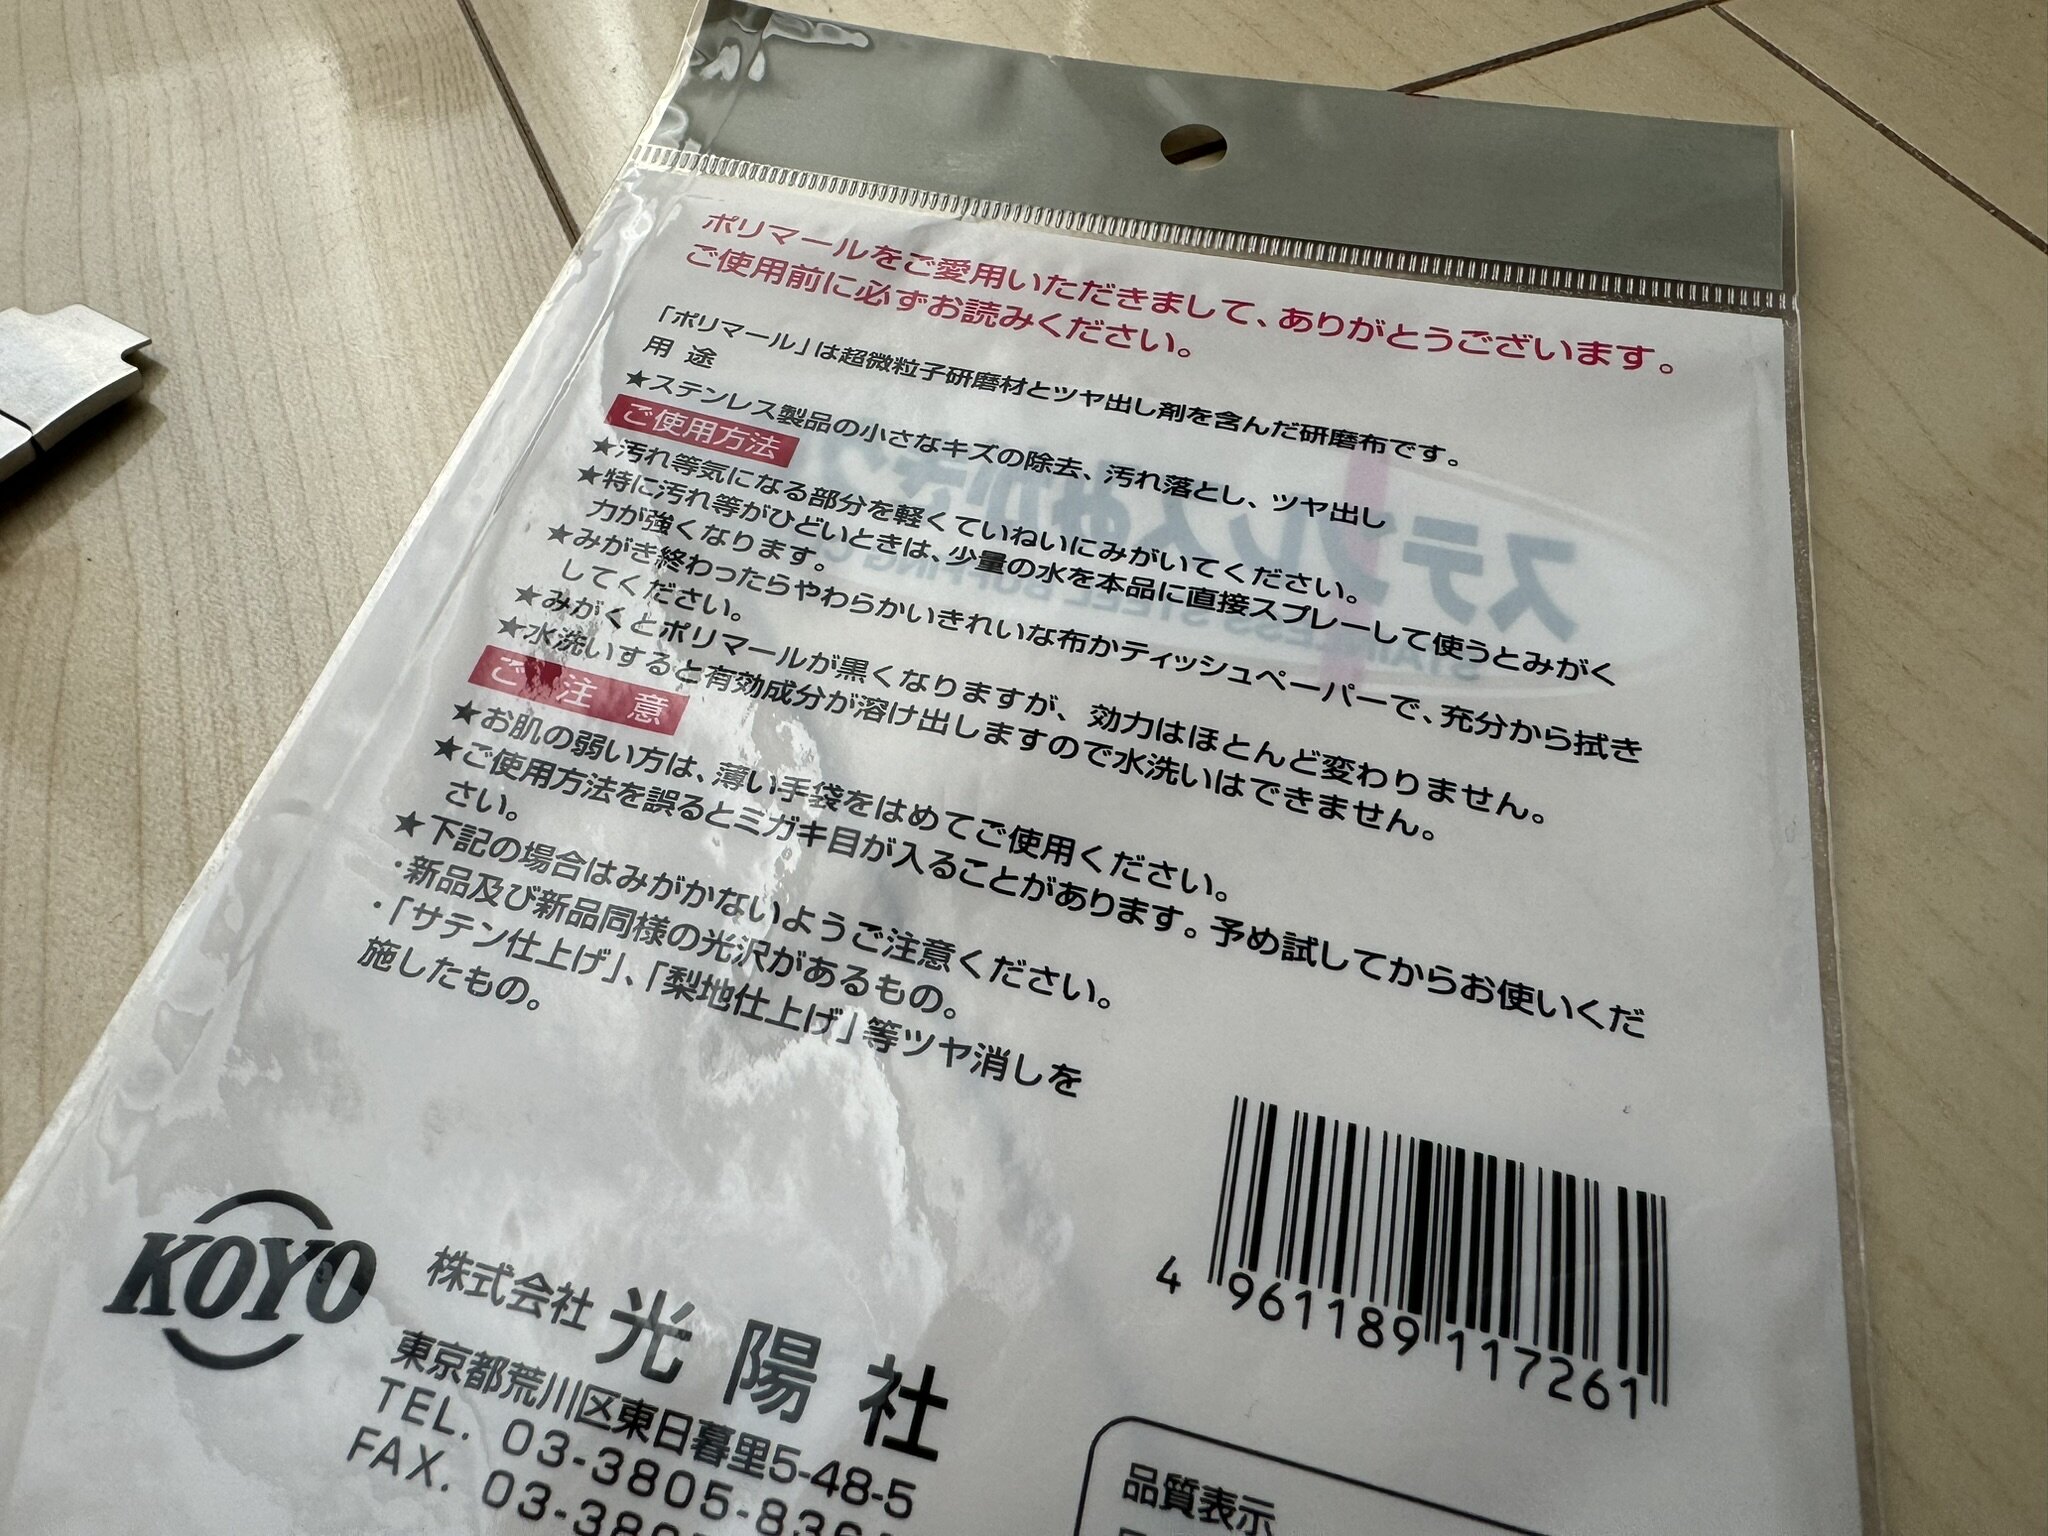 ポリマールをご愛用いただきまして、ありがとうございます。
ご使用前に必ずお読みください。
「ポリマール」は超微粒子研磨材とツヤ出し剤を含んだ研磨布です。
用 途
★ステンレス製品の小さなキズの除去、汚れ落とし、ツヤ出し
ご使用方法
★汚れ等気になる部分を軽くていねいにみがいてください。
★特に汚れ等がひどいときは、少量の水を本品に直接スプレーして使うとみがく
力が強くなります。
★みがき終わったらやわらかいきれいな布かティッシュペーパーで、充分から拭き
してください。
★みがくとポリマールが黒くなりますが、効力はほとんど変わりません。
★水洗いすると有効成分が溶け出しますので水洗いはできません。
ご 注 意
★お肌の弱い方は、薄い手袋をはめてご使用ください。
★ご使用方法を誤るとミガキ目が入ることがあります。予め試してからお使いくだ
さい。
★下記の場合はみがかないようご注意ください。
・新品及び新品同様の光沢があるもの。
・「サテン仕上げ」、「梨地仕上げ」等ツヤ消しを
施したもの。
4 961189 117261
KOYO
株式会社 光陽社
東京都荒川区東日暮里5-48-5
TEL. 03-3805-83
FAX. 03-380
品質表示